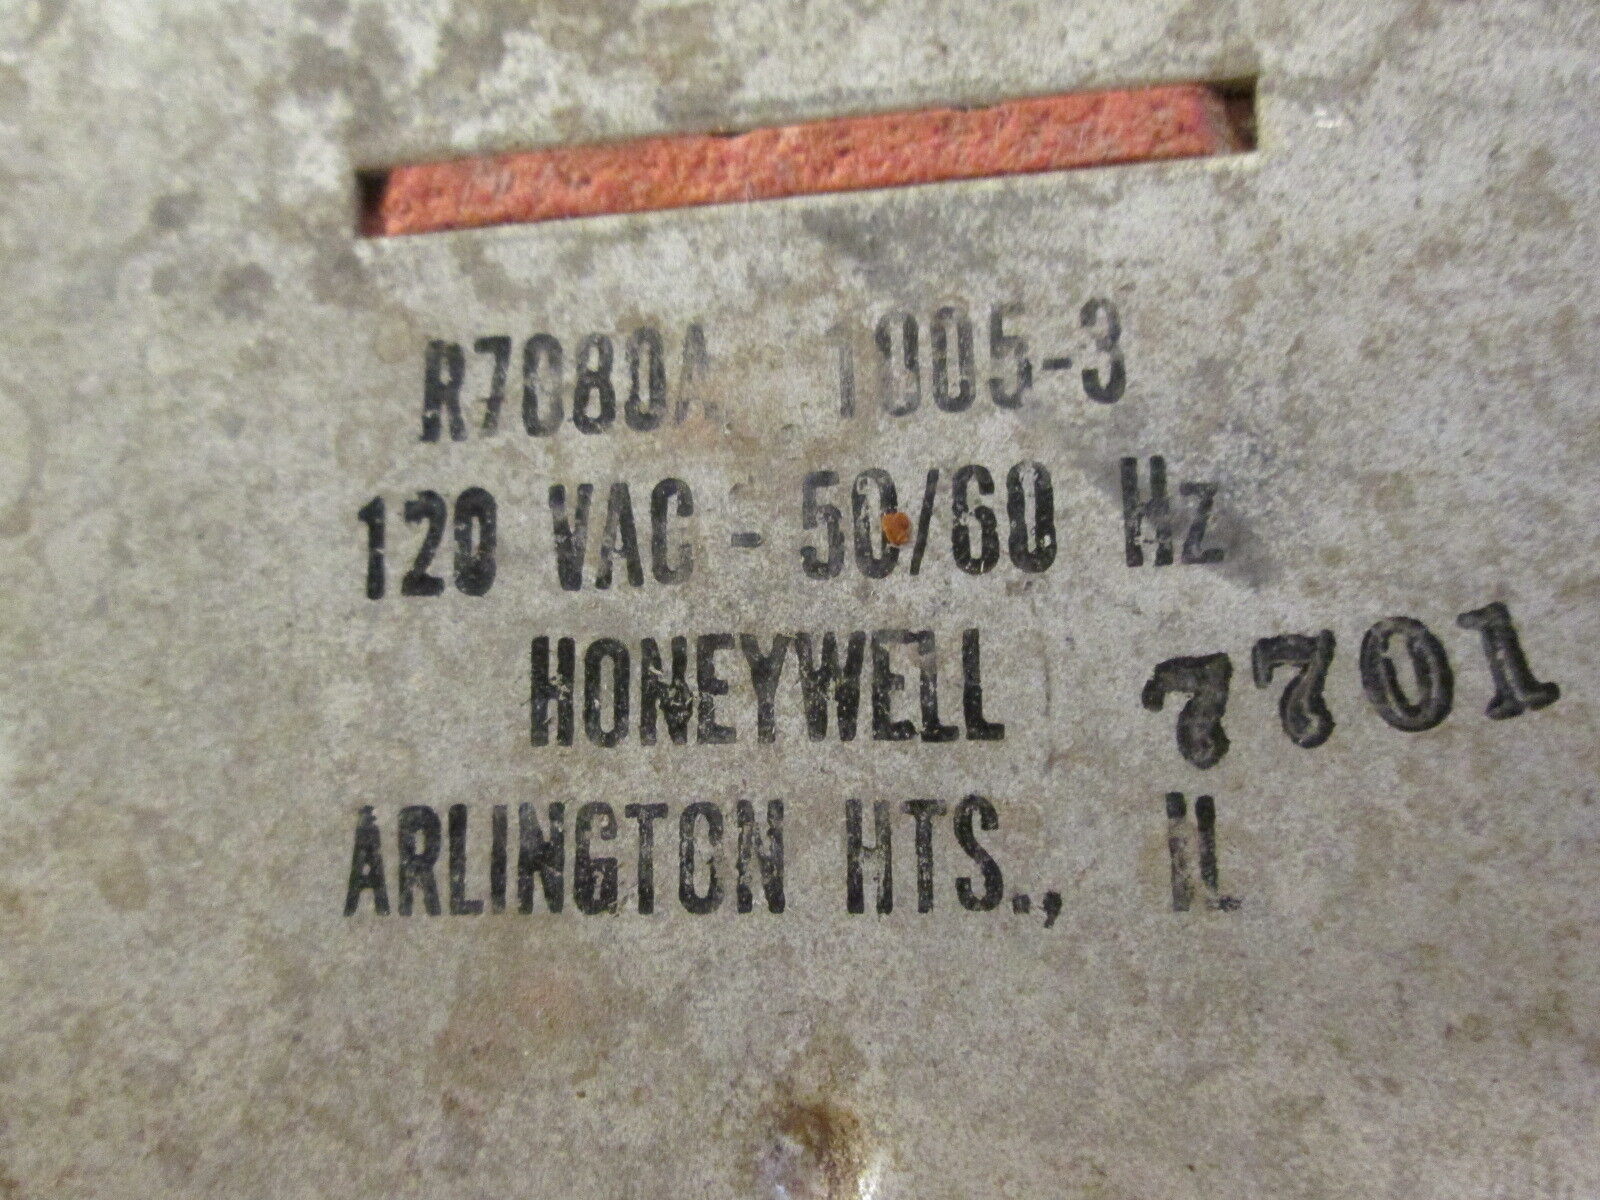 R7080A 1005-3
120 VAC - 50/60 Hz
HONEYWELL
7701
ARLINGTON HTS., IL